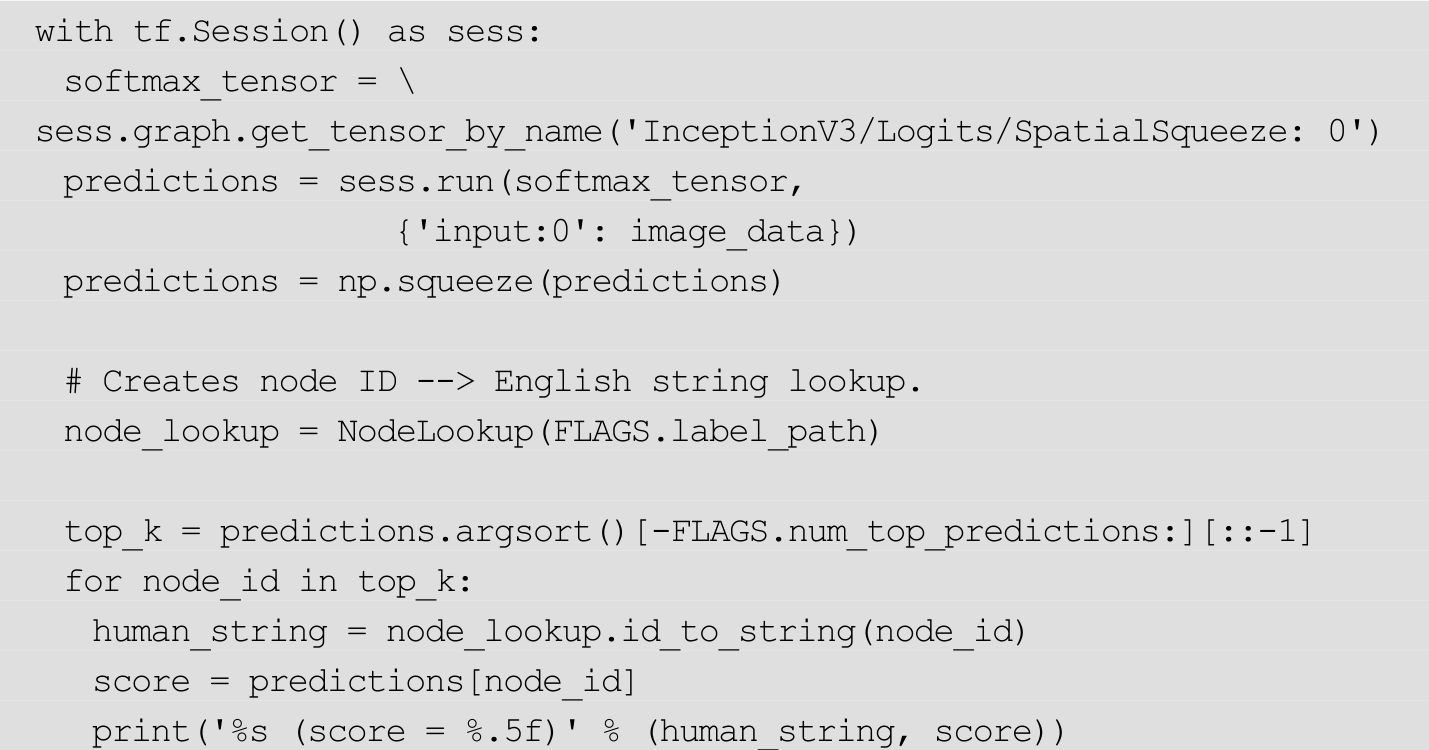 with tf.Session() as sess:
softmax_tensor = \
sess.graph.get_tensor_by_name('InceptionV3/Logits/SpatialSqueeze: 0')
predictions = sess.run(softmax_tensor,
{'input:0': image_data})
predictions = np.squeeze(predictions)
# Creates node ID --> English string lookup.
node_lookup = NodeLookup(FLAGS.label_path)
top_k = predictions.argsort()[-FLAGS.num_top_predictions:][::-1]
for node_id in top_k:
human_string = node_lookup.id_to_string(node_id)
score = predictions[node_id]
print('%s (score = %.5f)' % (human_string, score))